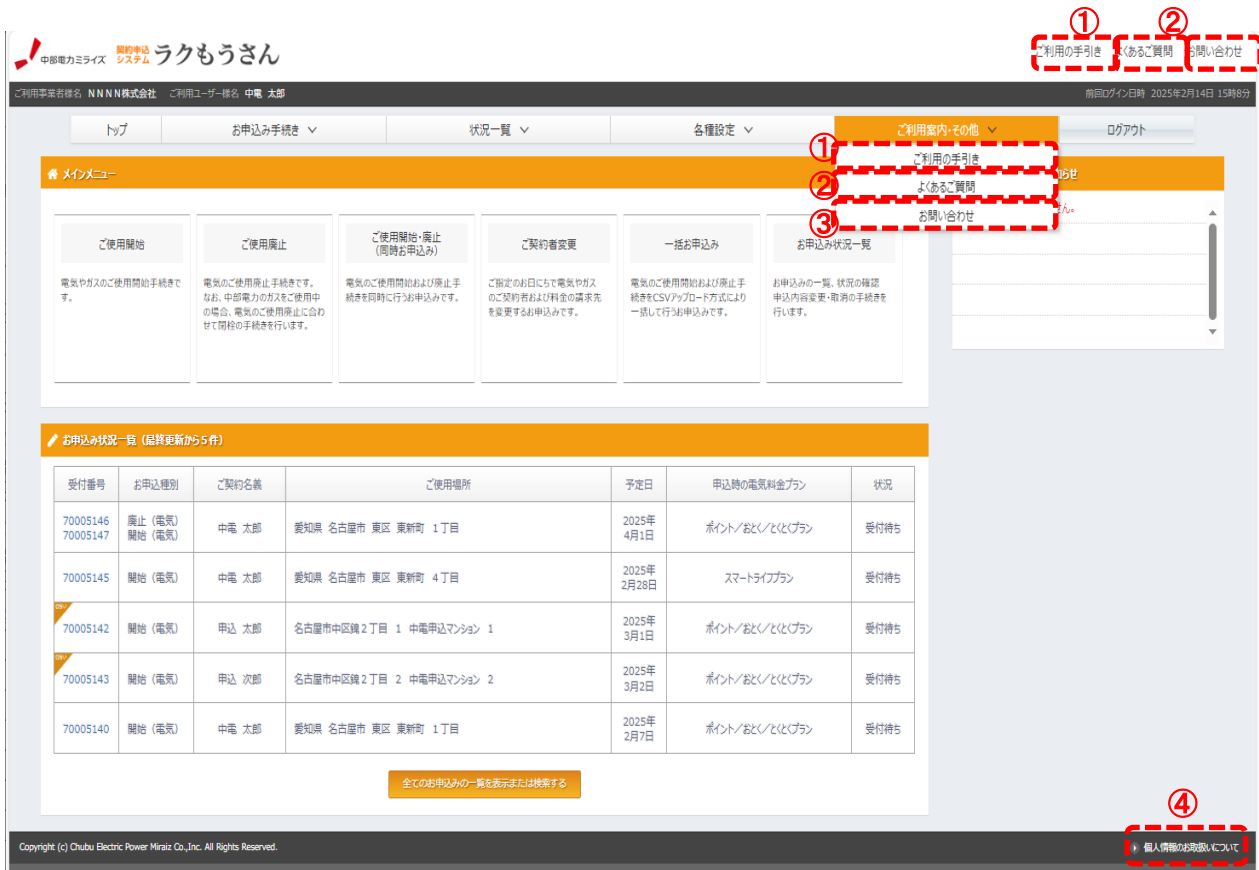 ① ②
中部電力ミライズ 契約申込システム ラクもうさん
ご利用の手引き よくあるご質問 お問い合わせ
ご利用事業者様名 NNNN株式会社 ご利用ユーザー様名 中電 太郎 前回ログイン日時 2025年2月14日 15時8分
トップ お申込み手続き 状況一覧 各種設定 ご利用案内・その他 ログアウト
① ご利用の手引き
② よくあるご質問
③ お問い合わせ
メインメニュー らせ
ん。
ご使用開始
電気やガスのご使用開始手続きで
す。
ご使用廃止
電気のご使用廃止手続きです。
なお、中部電力のガスをご使用中
の場合、電気のご使用廃止に合わ
せて閉栓の手続きを行います。
ご使用開始・廃止
(同時お申込み)
電気のご使用開始および廃止手
続きを同時に行うお申込みです。
ご契約者変更
ご指定のお日にちで電気やガス
のご契約者および料金の請求先
を変更するお申込みです。
一括お申込み
電気のご使用開始および廃止手
続きをCSVアップロード方式により
一括して行うお申込みです。
お申込み状況一覧
お申込みの一覧、状況の確認
申込内容変更・取消の手続きを
行います。
お申込み状況一覧(最終更新から5件)
受付番号 お申込種別 ご契約名義 ご使用場所 予定日 申込時の電気料金プラン 状況
70005146 廃止(電気) 中電 太郎 愛知県 名古屋市 東区 東新町 1丁目 2025年 ポイント/おとく/とくとくプラン 受付待ち
70005147 開始(電気) 4月1日
70005145 開始(電気) 中電 太郎 愛知県 名古屋市 東区 東新町 4丁目 2025年 スマートライフプラン 受付待ち
2月28日
70005142 開始(電気) 申込 太郎 名古屋市中区錦2丁目 1 中電申込マンション 1 2025年 ポイント/おとく/とくとくプラン 受付待ち
3月1日
70005143 開始(電気) 申込 次郎 名古屋市中区錦2丁目 2 中電申込マンション 2 2025年 ポイント/おとく/とくとくプラン 受付待ち
3月2日
70005140 開始(電気) 中電 太郎 愛知県 名古屋市 東区 東新町 1丁目 2025年 ポイント/おとく/とくとくプラン 受付待ち
2月7日
全てのお申込みの一覧を表示または検索する
④
Copyright (c) Chubu Electric Power Miraiz Co.,Inc. All Rights Reserved. 個人情報のお取扱いについて